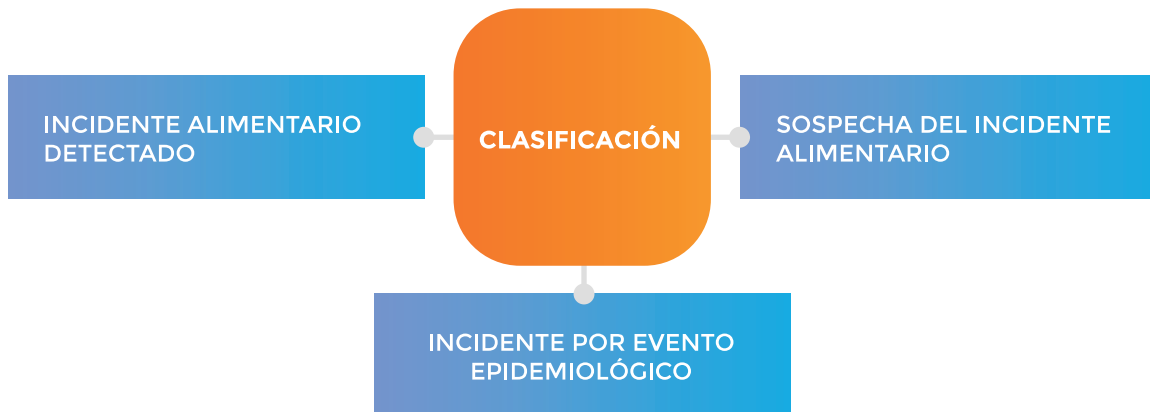 INCIDENTE ALIMENTARIO
DETECTADO
CLASIFICACIÓN
SOSPECHA DEL INCIDENTE
ALIMENTARIO
INCIDENTE POR EVENTO
EPIDEMIOLÓGICO